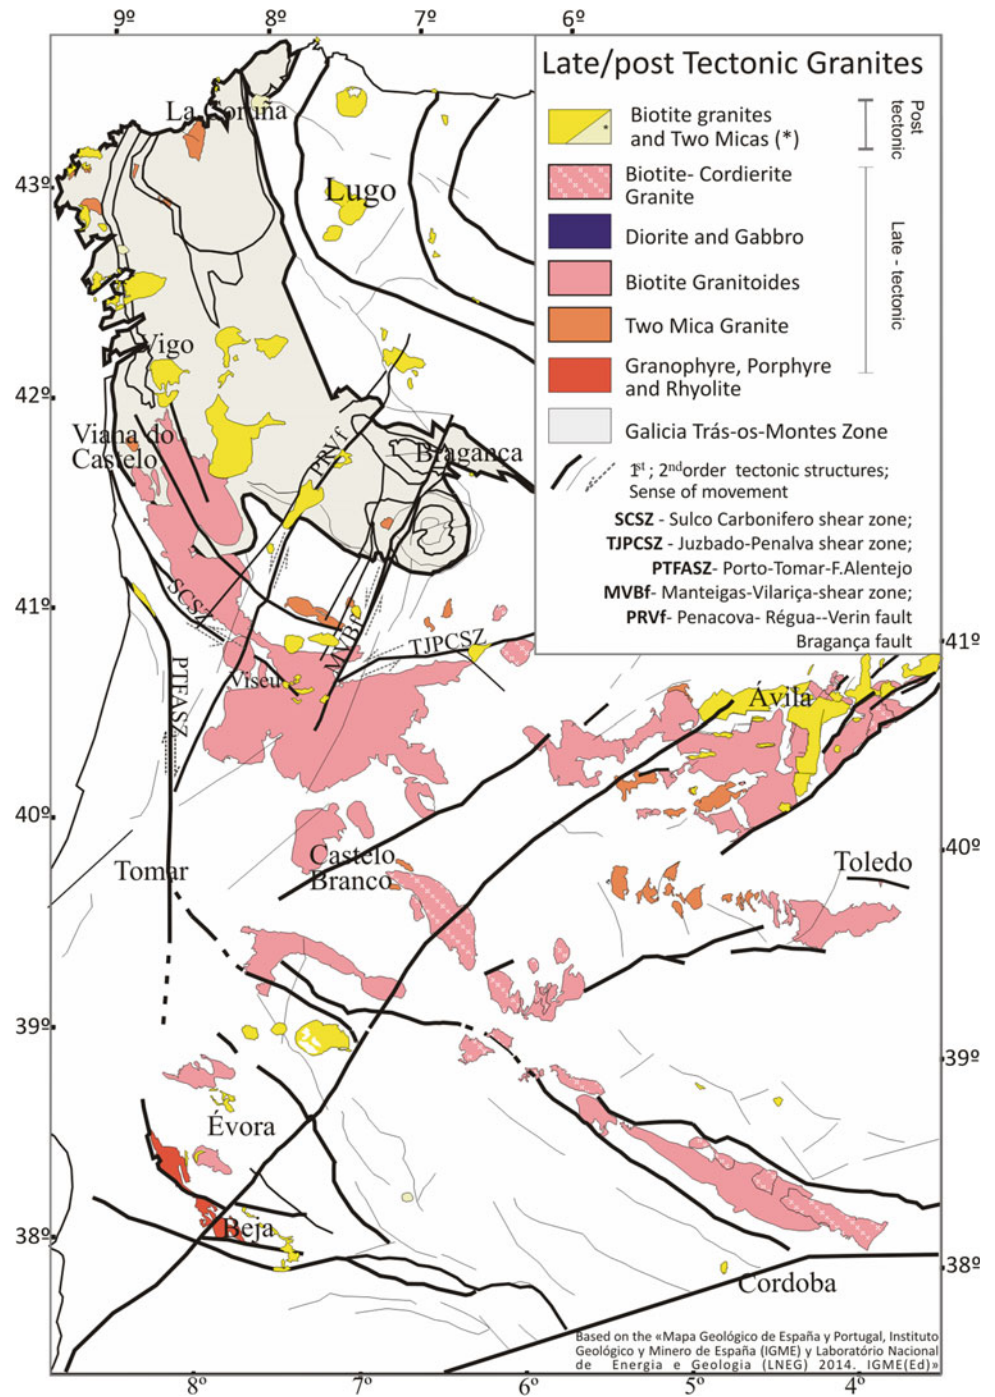 9º 8º 7º 6º
Late/post Tectonic Granites
Biotite granites
and Two Micas (*)
*
Post
tectonic
Biotite- Cordierite
Granite
Diorite and Gabbro
Biotite Granitoides
Two Mica Granite
Granophyre, Porphyre
and Rhyolite
Late - tectonic
Galicia Trás-os-Montes Zone
1st ; 2nd order tectonic structures;
Sense of movement
SCSZ - Sulco Carbonifero shear zone;
TJPCSZ - Juzbado-Penalva shear zone;
PTFASZ- Porto-Tomar-F.Alentejo
MVBf- Manteigas-Vilariça-shear zone;
PRVf- Penacova- Régua--Verin fault
Bragança fault
La Coruña
43º
Lugo
Vigo
42º
Viana do
Castelo
PRVf
Bragança
41º
SCSZ
MVBf
TJPCSZ
41º
PTFASZ
Viseu
Ávila
40º
Tomar
Castelo
Branco
Toledo
40º
39º
39º
Évora
38º
Beja
38º
Cordoba
Based on the «Mapa Geológico de España y Portugal, Instituto
Geológico y Minero de España (IGME) y Laboratório Nacional
de Energia e Geologia (LNEG) 2014. IGME(Ed)»
8º 7º 6º 5º 4º